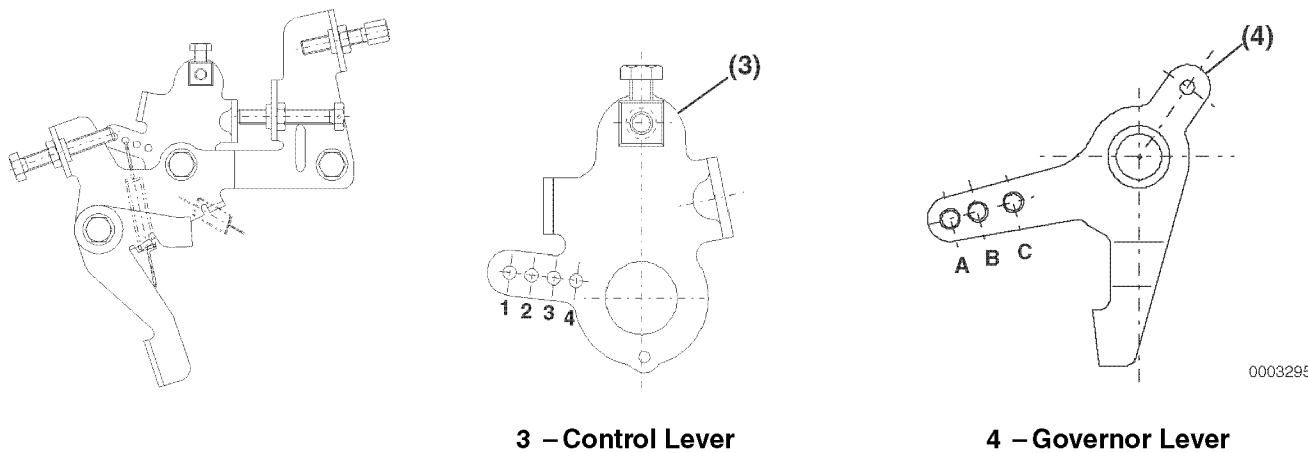 (3)
(4)
1 2 3 4
A B C
0003295
3 – Control Lever
4 – Governor Lever